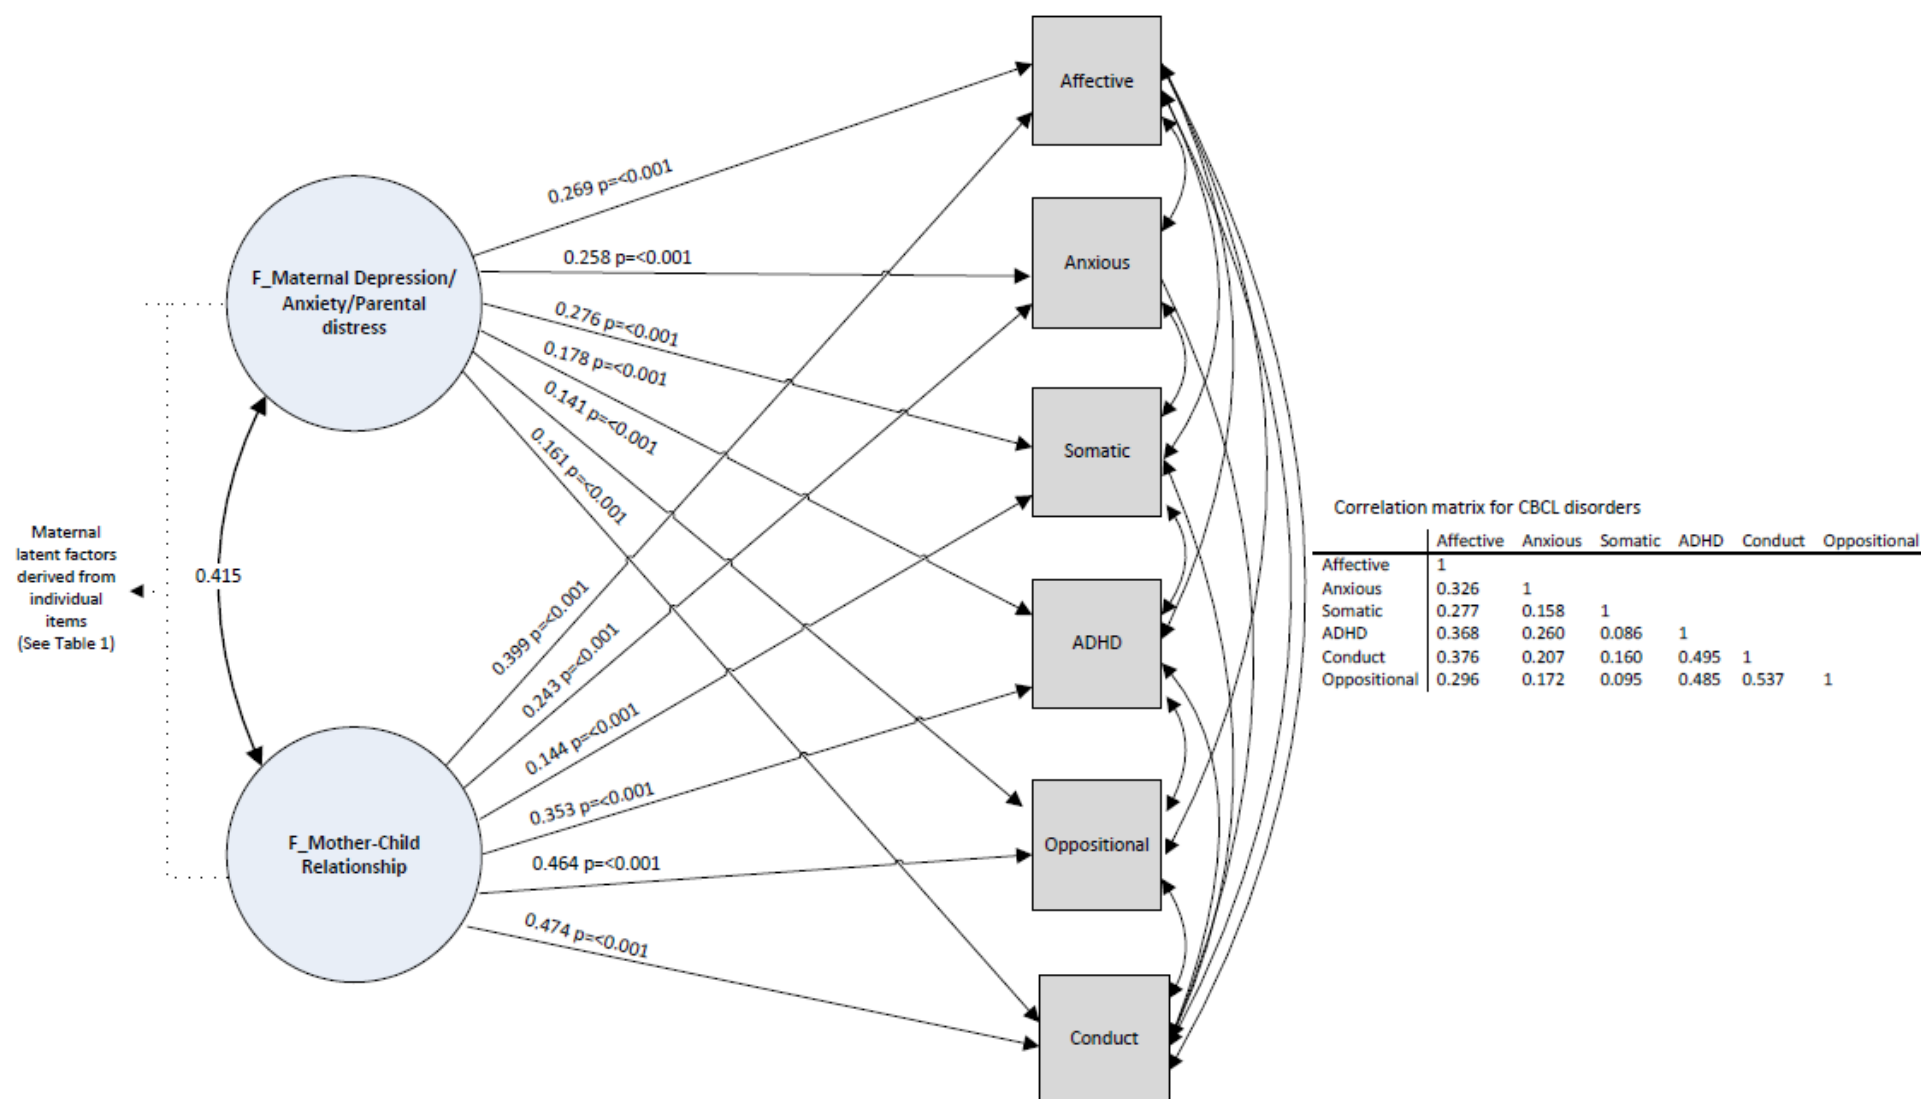 Affective
0.269 p=<0.001
Anxious
0.258 p=<0.001
F_Maternal Depression/
Anxiety/Parental
distress
0.276 p=<0.001
0.178 p=<0.001
0.141 p=<0.001
0.161 p=<0.001
Somatic
Maternal
latent factors
derived from
individual
items
(See Table 1)
0.415
0.399 p=<0.001
0.243 p=<0.001
0.144 p=<0.001
0.353 p=<0.001
0.464 p=<0.001
0.474 p=<0.001
ADHD
F_Mother-Child
Relationship
Oppositional
Conduct
Correlation matrix for CBCL disorders
Affective Anxious Somatic ADHD Conduct Oppositional
Affective 1
Anxious 0.326 1
Somatic 0.277 0.158 1
ADHD 0.368 0.260 0.086 1
Conduct 0.376 0.207 0.160 0.495 1
Oppositional 0.296 0.172 0.095 0.485 0.537 1